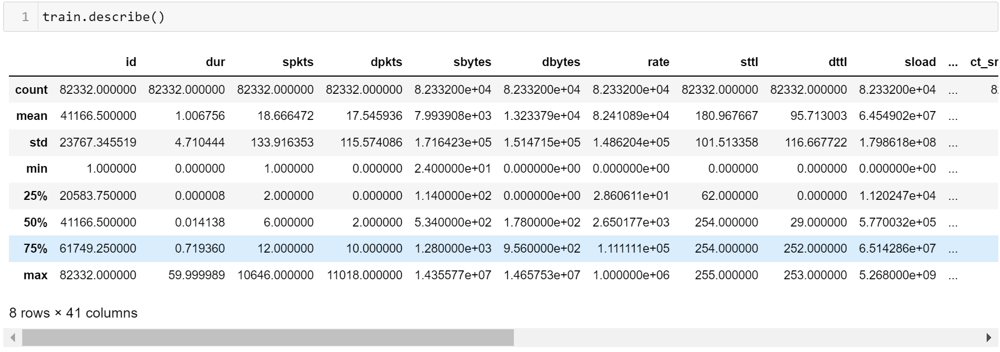 1 train.describe()
id dur spkts dpkts sbytes dbytes rate sttl dttl sload ... ct_sr
count 82332.000000 82332.000000 82332.000000 82332.000000 8.233200e+04 8.233200e+04 8.233200e+04 82332.000000 82332.000000 8.233200e+04 ... 8
mean 41166.500000 1.006756 18.666472 17.545936 7.993908e+03 1.323379e+04 8.241089e+04 180.967667 95.713003 6.454902e+07 ...
std 23767.345519 4.710444 133.916353 115.574086 1.716423e+05 1.514715e+05 1.486204e+05 101.513358 116.667722 1.798618e+08 ...
min 1.000000 0.000000 1.000000 0.000000 2.400000e+01 0.000000e+00 0.000000e+00 0.000000 0.000000 0.000000e+00 ...
25% 20583.750000 0.000008 2.000000 0.000000 1.140000e+02 0.000000e+00 2.860611e+01 62.000000 0.000000 1.120247e+04 ...
50% 41166.500000 0.014138 6.000000 2.000000 5.340000e+02 1.780000e+02 2.650177e+03 254.000000 29.000000 5.770032e+05 ...
75% 61749.250000 0.719360 12.000000 10.000000 1.280000e+03 9.560000e+02 1.111111e+05 254.000000 252.000000 6.514286e+07 ...
max 82332.000000 59.999989 10646.000000 11018.000000 1.435577e+07 1.465753e+07 1.000000e+06 255.000000 253.000000 5.268000e+09 ...
8 rows × 41 columns